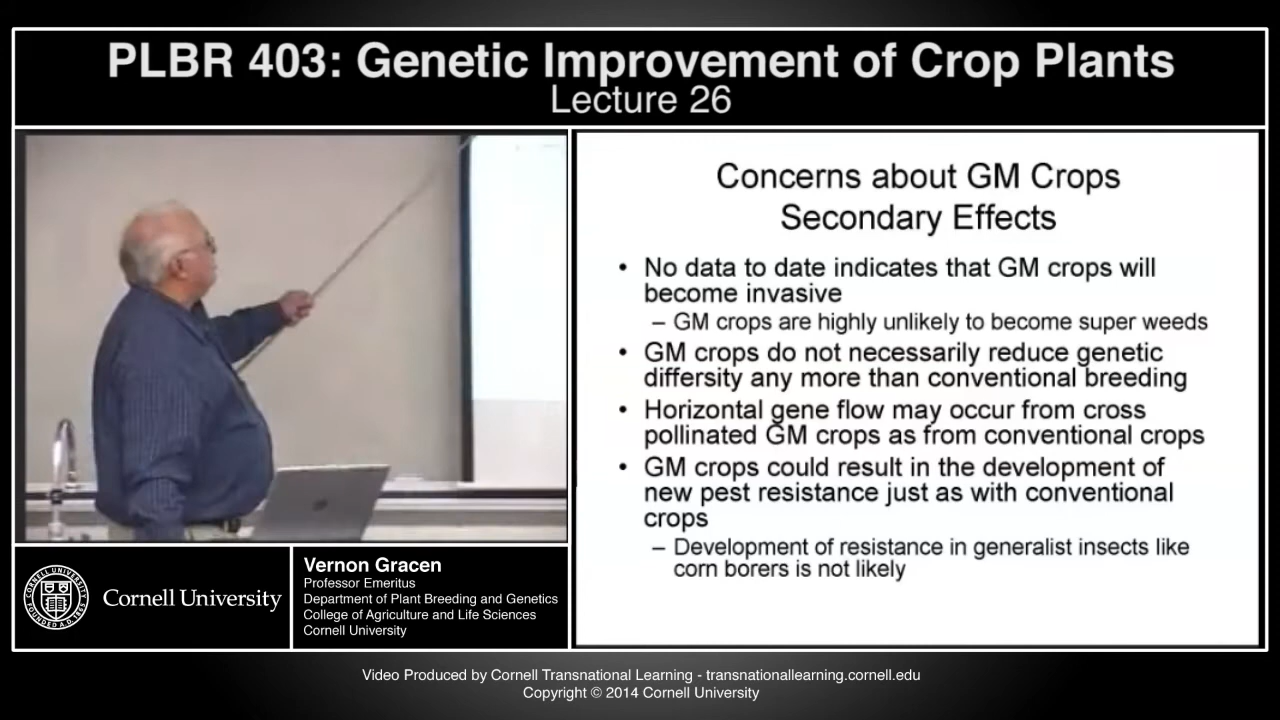 PLBR 403: Genetic Improvement of Crop Plants
Lecture 26
Concerns about GM Crops
Secondary Effects
• No data to date indicates that GM crops will
become invasive
– GM crops are highly unlikely to become super weeds
• GM crops do not necessarily reduce genetic
differsity any more than conventional breeding
• Horizontal gene flow may occur from cross
pollinated GM crops as from conventional crops
• GM crops could result in the development of
new pest resistance just as with conventional
crops
– Development of resistance in generalist insects like
corn borers is not likely
CORNELL UNIVERSITY
FOUNDED A.D. 1865
Cornell University
Vernon Gracen
Professor Emeritus
Department of Plant Breeding and Genetics
College of Agriculture and Life Sciences
Cornell University
Video Produced by Cornell Transnational Learning - transnationallearning.cornell.edu
Copyright © 2014 Cornell University